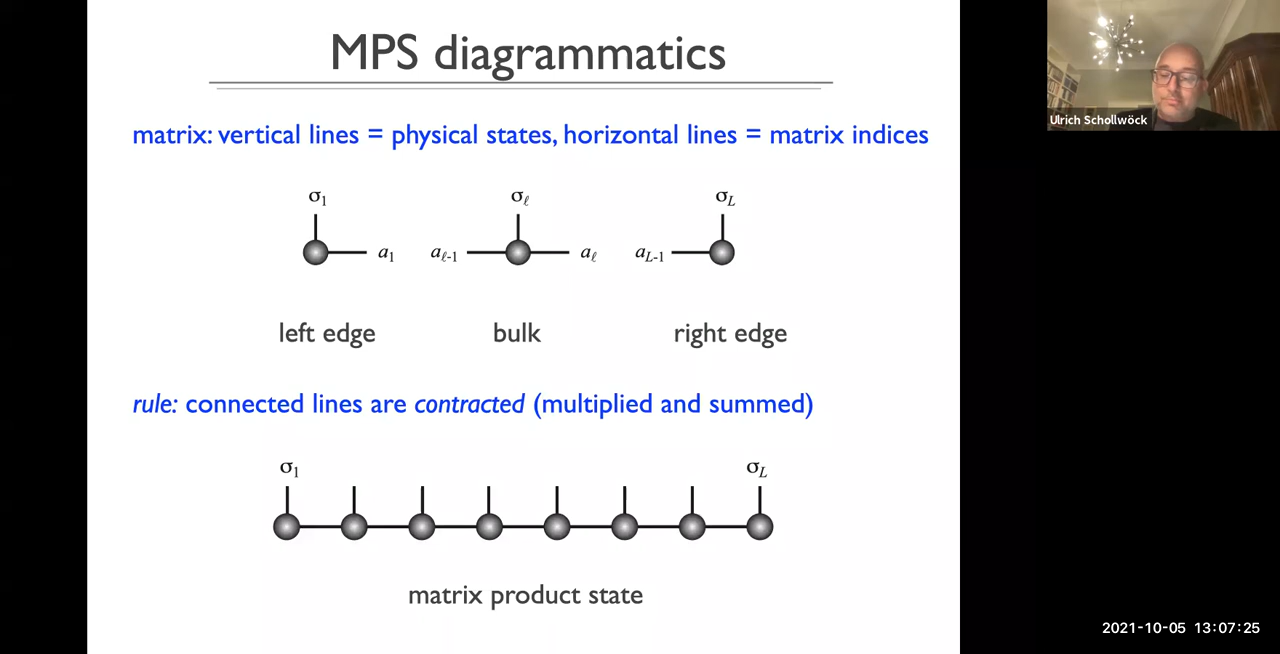 MPS diagrammatics
matrix: vertical lines = physical states, horizontal lines = matrix indices
σ1 σℓ σL
a1 aℓ-1 aℓ aL-1
left edge bulk right edge
rule: connected lines are contracted (multiplied and summed)
σ1 σL
matrix product state
Ulrich Schollwöck
2021-10-05 13:07:25